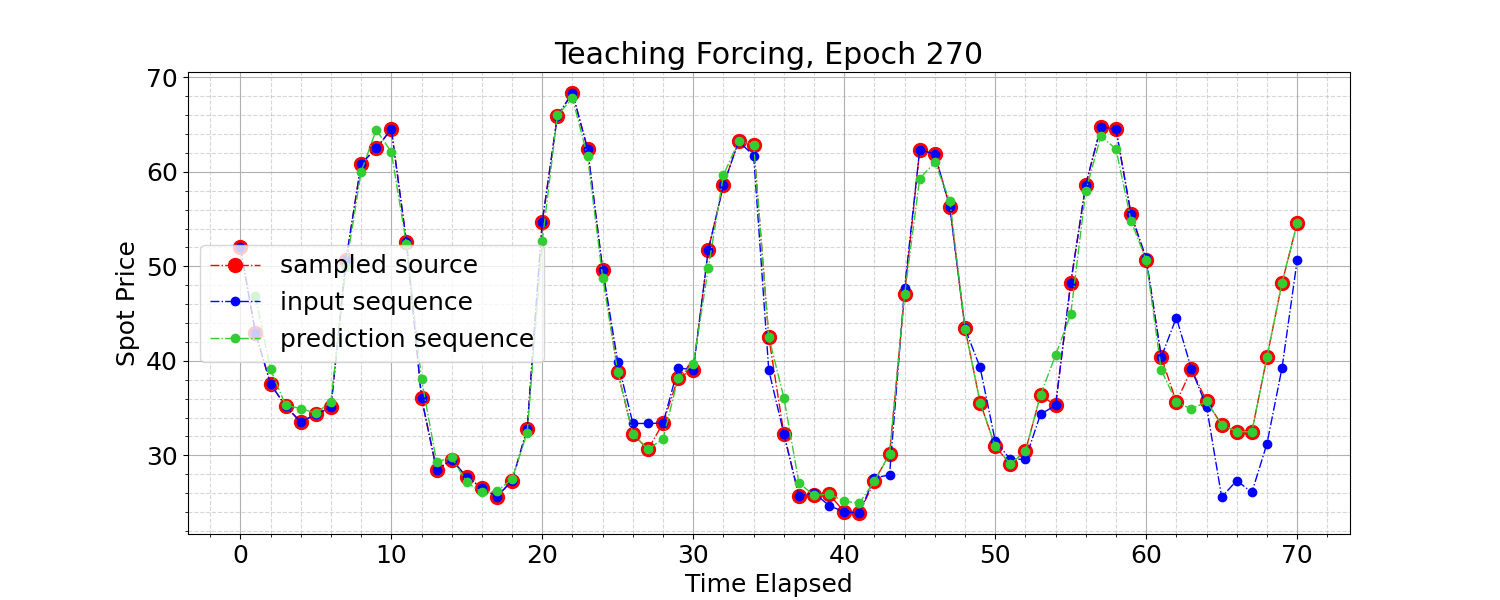 Teaching Forcing, Epoch 270
70
60
50
40
30
Spot Price
sampled source
input sequence
prediction sequence
0 10 20 30 40 50 60 70
Time Elapsed